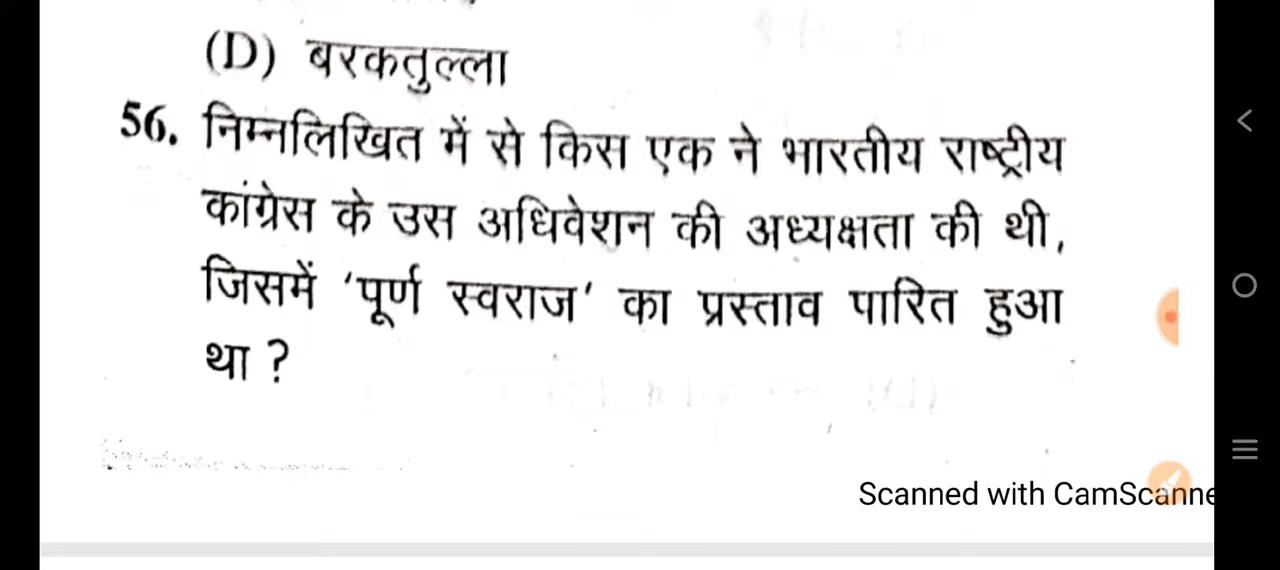 (D) बरकतुल्ला
56. निम्नलिखित में से किस एक ने भारतीय राष्ट्रीय
कांग्रेस के उस अधिवेशन की अध्यक्षता की थी,
जिसमें ‘पूर्ण स्वराज’ का प्रस्ताव पारित हुआ
था ?
Scanned with CamScanne